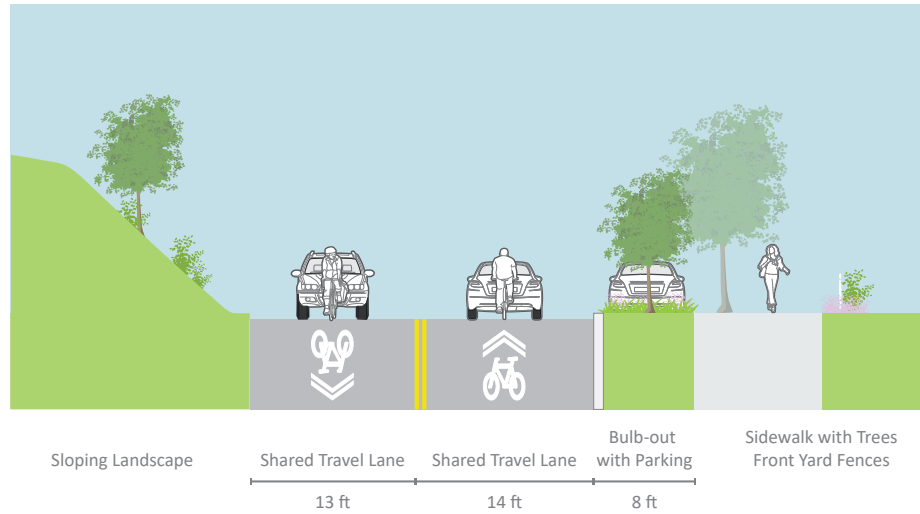 Sloping Landscape
Shared Travel Lane
Shared Travel Lane
Bulb-out
with Parking
Sidewalk with Trees
Front Yard Fences
13 ft
14 ft
8 ft